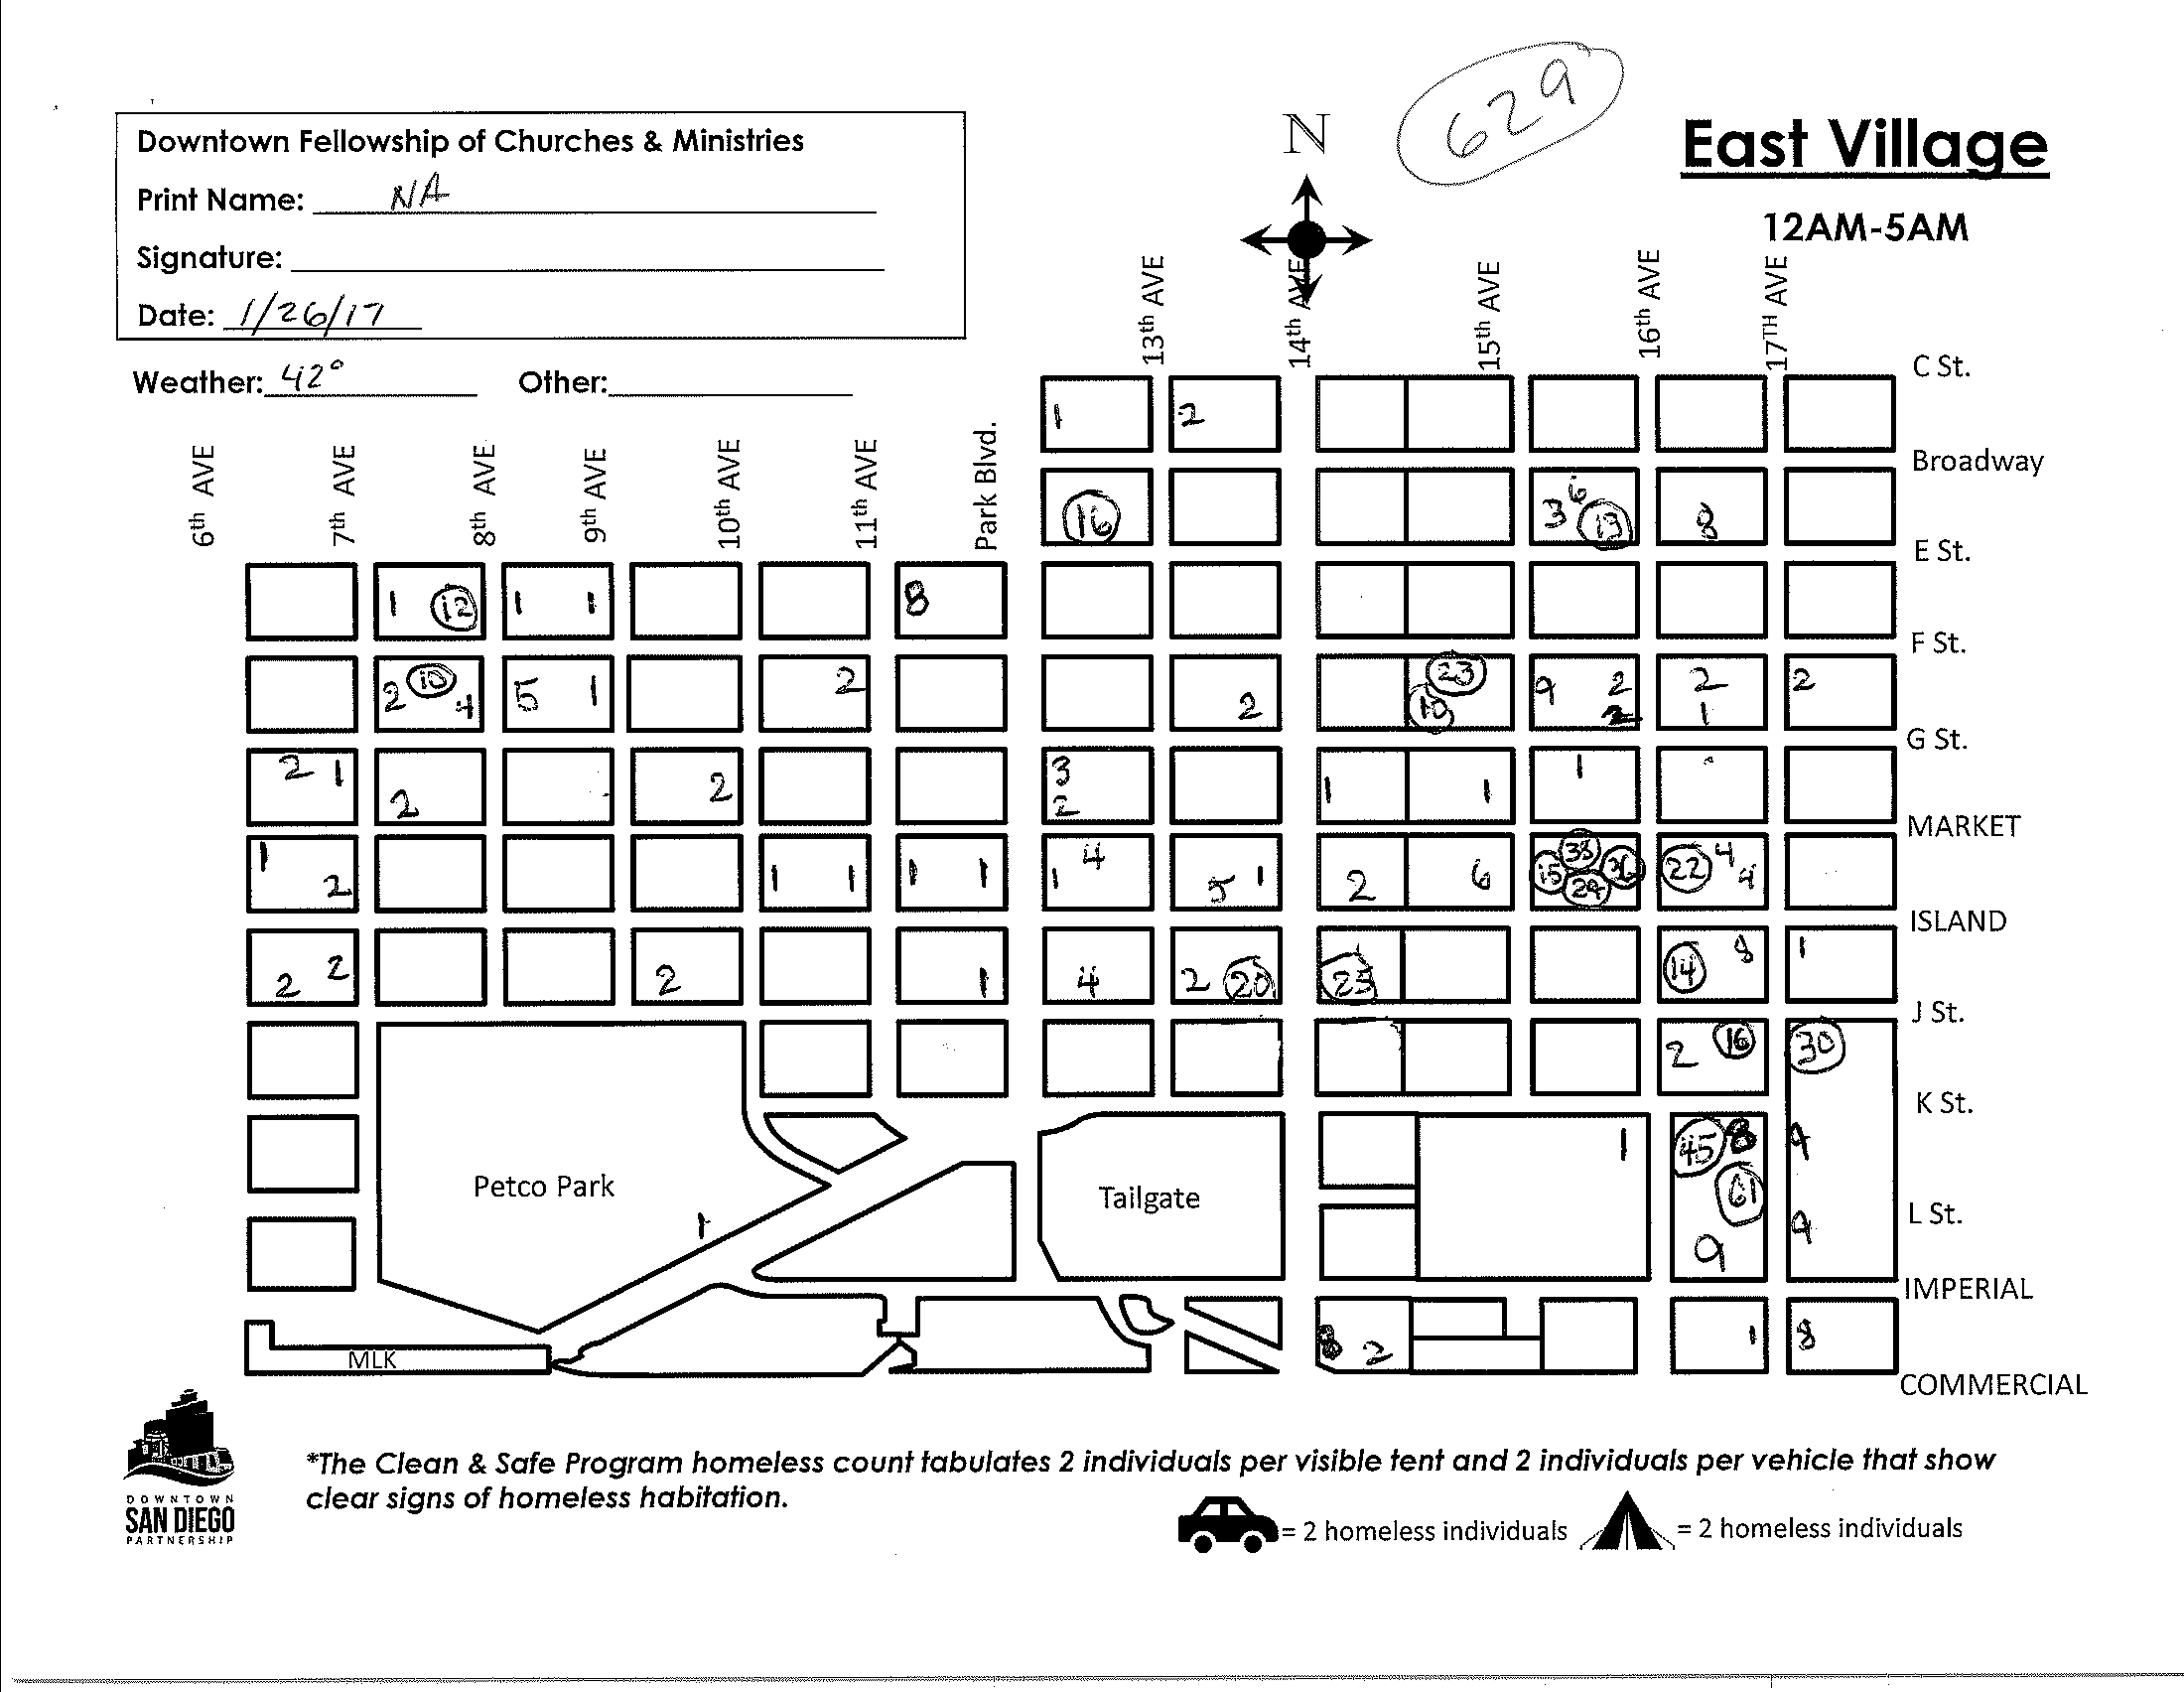 629
East Village
12AM-5AM
Downtown Fellowship of Churches & Ministries
Print Name: NA
Signature:
Date: 1/26/17
Weather: 42° Other:
N
6th AVE
7th AVE
8th AVE
9th AVE
10th AVE
11th AVE
Park Blvd.
13th AVE
14th AVE
15th AVE
16th AVE
17TH AVE
C St.
1 2
Broadway
16 3 6 13 8
E St.
1 12 1 1 8
F St.
2 10 4 5 1 2 2 23 10 9 2 2 2 1 2
G St.
2 1 2 2 3 2 1 1 1
MARKET
1 2 1 1 1 1 1 4 5 1 2 6 15 38 36 22 4 4
ISLAND
2 2 2 1 4 2 20 25 14 8 1
J St.
2 16 30
K St.
Petco Park
1
Tailgate
1 45 8 61 9
L St.
IMPERIAL
MLK
2 1 8
COMMERCIAL
DOWNTOWN
SAN DIEGO
PARTNERSHIP
*The Clean & Safe Program homeless count tabulates 2 individuals per visible tent and 2 individuals per vehicle that show
clear signs of homeless habitation.
= 2 homeless individuals = 2 homeless individuals